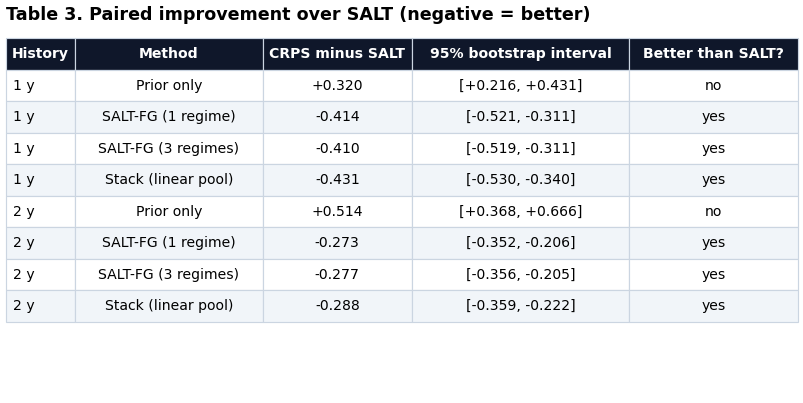 Table 3. Paired improvement over SALT (negative = better)
History Method CRPS minus SALT 95% bootstrap interval Better than SALT?
1 y Prior only +0.320 [+0.216, +0.431] no
1 y SALT-FG (1 regime) -0.414 [-0.521, -0.311] yes
1 y SALT-FG (3 regimes) -0.410 [-0.519, -0.311] yes
1 y Stack (linear pool) -0.431 [-0.530, -0.340] yes
2 y Prior only +0.514 [+0.368, +0.666] no
2 y SALT-FG (1 regime) -0.273 [-0.352, -0.206] yes
2 y SALT-FG (3 regimes) -0.277 [-0.356, -0.205] yes
2 y Stack (linear pool) -0.288 [-0.359, -0.222] yes